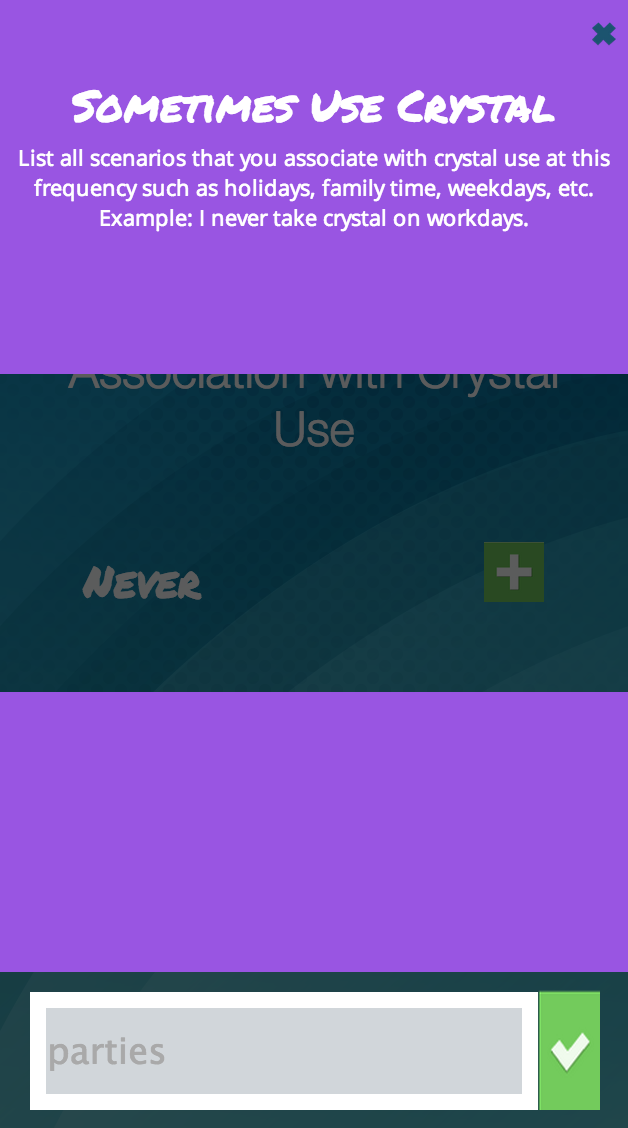 Sometimes Use Crystal
List all scenarios that you associate with crystal use at this
frequency such as holidays, family time, weekdays, etc.
Example: I never take crystal on workdays.
Association with Crystal
Use
Never
parties